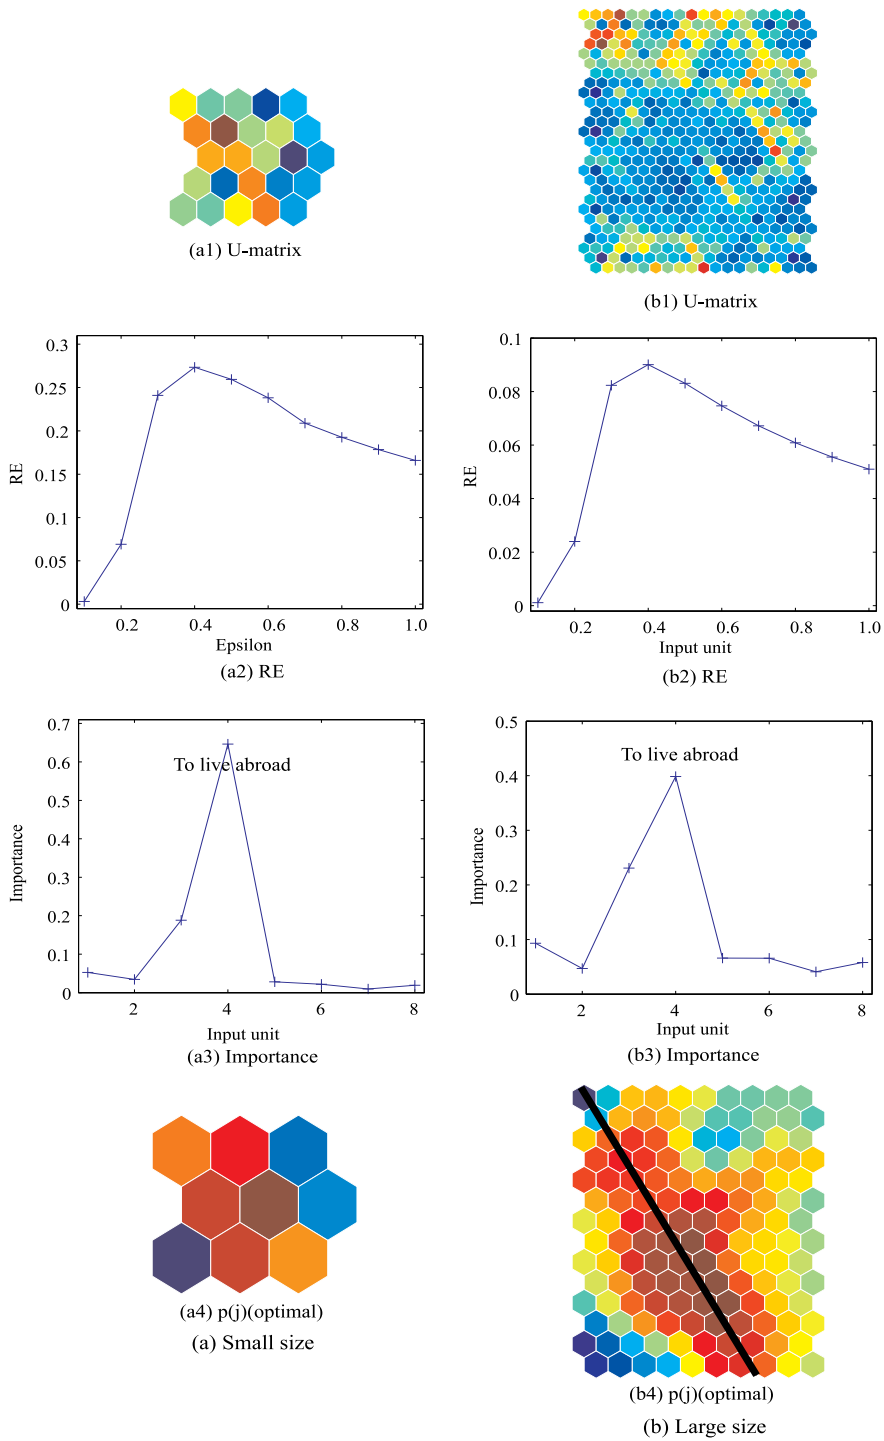 (a1) U-matrix
(b1) U-matrix
0.3
0.25
0.2
0.15
0.1
0.05
0
RE
0.2
0.4
0.6
0.8
1.0
Epsilon
(a2) RE
0.1
0.08
0.06
0.04
0.02
0
RE
0.2
0.4
0.6
0.8
1.0
Input unit
(b2) RE
0.7
0.6
0.5
0.4
0.3
0.2
0.1
0
Importance
To live abroad
2
4
6
8
Input unit
(a3) Importance
0.5
0.4
0.3
0.2
0.1
0
Importance
To live abroad
2
4
6
8
Input unit
(b3) Importance
(a4) p(j)(optimal)
(a) Small size
(b4) p(j)(optimal)
(b) Large size